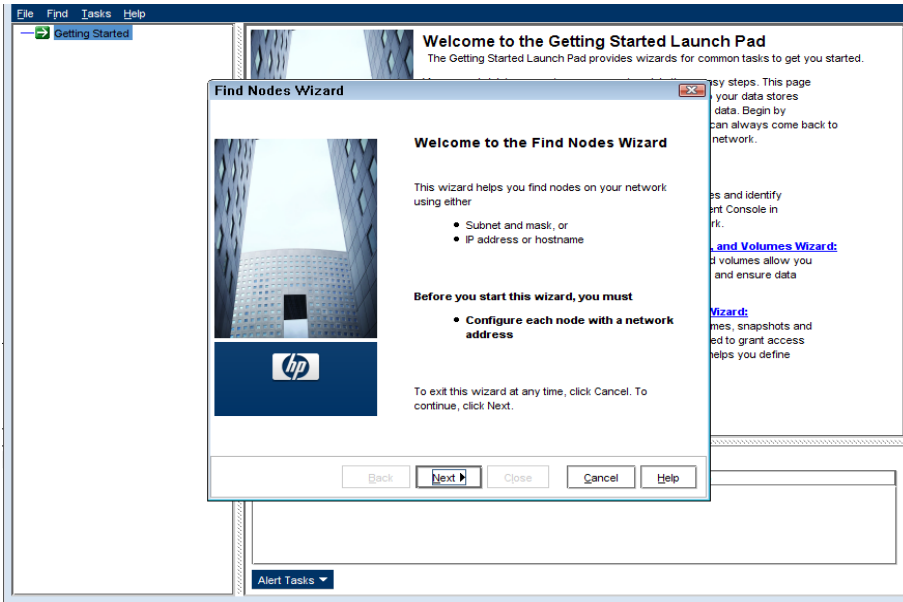 File Find Tasks Help
Getting Started
Welcome to the Getting Started Launch Pad
The Getting Started Launch Pad provides wizards for common tasks to get you started.
asy steps. This page
your data stores
data. Begin by
can always come back to
network.
es and identify
ent Console in
rk.
and Volumes Wizard:
d volumes allow you
and ensure data
Wizard:
mes, snapshots and
ed to grant access
helps you define
Find Nodes Wizard
Welcome to the Find Nodes Wizard
This wizard helps you find nodes on your network
using either
• Subnet and mask, or
• IP address or hostname
Before you start this wizard, you must
• Configure each node with a network
address
hp
To exit this wizard at any time, click Cancel. To
continue, click Next.
Back Next Close Cancel Help
Alert Tasks